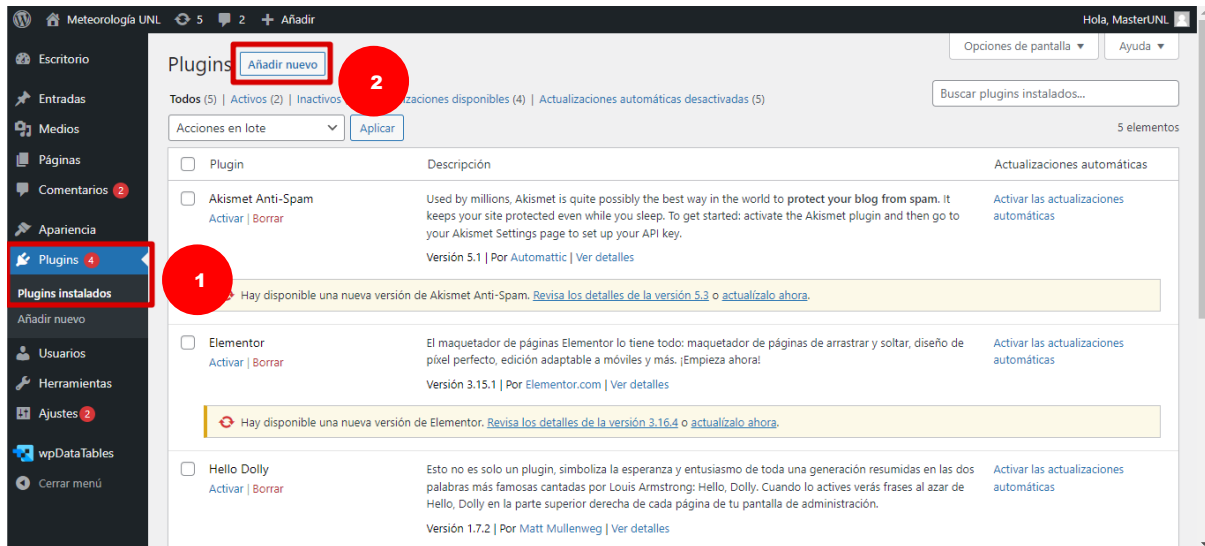 Meteorología UNL 5 2 Añadir Hola, MasterUNL
Opciones de pantalla ▼ Ayuda ▼
Escritorio
Entradas
Medios
Páginas
Comentarios 2
Apariencia
Plugins 4
Plugins instalados
Añadir nuevo
Usuarios
Herramientas
Ajustes 2
wpDataTables
Cerrar menú
1
2
Plugins Añadir nuevo
Todos (5) | Activos (2) | Inactivos aciones disponibles (4) | Actualizaciones automáticas desactivadas (5)
Buscar plugins instalados...
Acciones en lote Aplicar
5 elementos
Plugin Descripción Actualizaciones automáticas
Akismet Anti-Spam
Activar | Borrar
Used by millions, Akismet is quite possibly the best way in the world to protect your blog from spam. It
keeps your site protected even while you sleep. To get started: activate the Akismet plugin and then go to
your Akismet Settings page to set up your API key.
Versión 5.1 | Por Automattic | Ver detalles
Activar las actualizaciones
automáticas
Hay disponible una nueva versión de Akismet Anti-Spam. Revisa los detalles de la versión 5.3 o actualízalo ahora.
Elementor
Activar | Borrar
El maquetador de páginas Elementor lo tiene todo: maquetador de páginas de arrastrar y soltar, diseño de
píxel perfecto, edición adaptable a móviles y más. ¡Empieza ahora!
Versión 3.15.1 | Por Elementor.com | Ver detalles
Activar las actualizaciones
automáticas
Hay disponible una nueva versión de Elementor. Revisa los detalles de la versión 3.16.4 o actualízalo ahora.
Hello Dolly
Activar | Borrar
Esto no es solo un plugin, simboliza la esperanza y entusiasmo de toda una generación resumidas en las dos
palabras más famosas cantadas por Louis Armstrong: Hello, Dolly. Cuando lo actives verás frases al azar de
Hello, Dolly en la parte superior derecha de cada página de tu pantalla de administración.
Versión 1.7.2 | Por Matt Mullenweg | Ver detalles
Activar las actualizaciones
automáticas